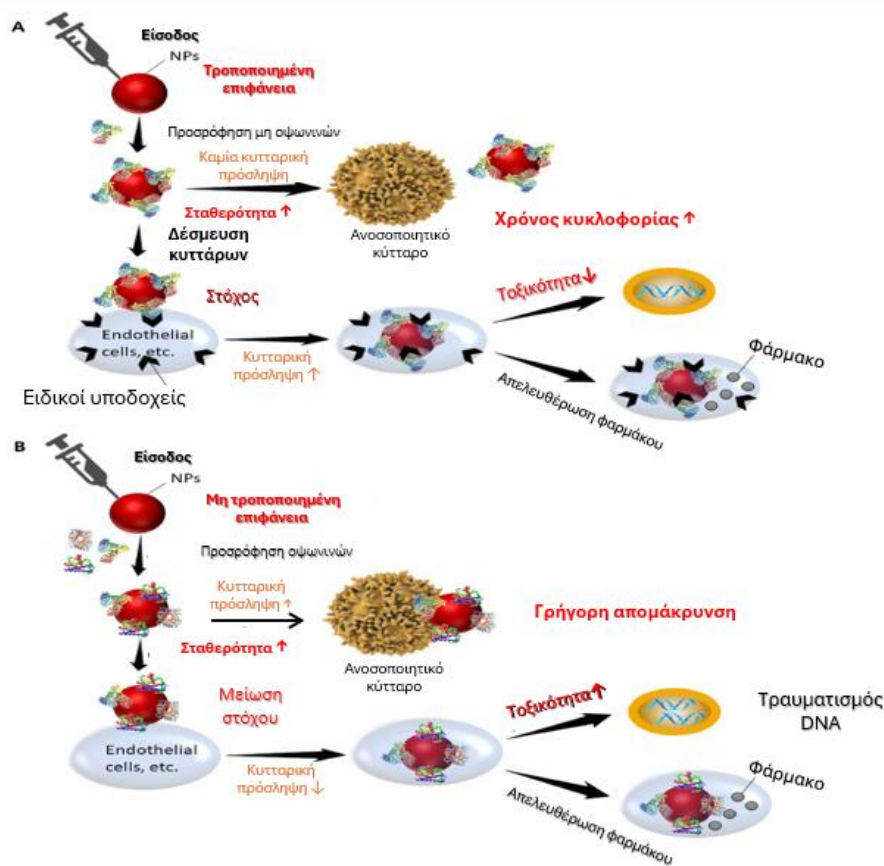 A
Είσοδος
NPs
Τροποποιημένη
επιφάνεια
Προσρόφηση μη οψωνινών
Καμία κυτταρική
πρόσληψη
Σταθερότητα ↑
Ανοσοποιητικό
κύτταρο
Χρόνος κυκλοφορίας ↑
Δέσμευση
κυττάρων
Στόχος
Endothelial
cells, etc.
Κυτταρική
πρόσληψη ↑
Ειδικοί υποδοχείς
Τοξικότητα ↓
Απελευθέρωση φαρμάκου
Φάρμακο
B
Είσοδος
NPs
Μη τροποποιημένη
επιφάνεια
Προσρόφηση οψωνινών
Κυτταρική
πρόσληψη ↑
Σταθερότητα ↑
Ανοσοποιητικό
κύτταρο
Γρήγορη απομάκρυνση
Μείωση
στόχου
Endothelial
cells, etc.
Κυτταρική
πρόσληψη ↓
Τοξικότητα ↑
Τραυματισμός
DNA
Απελευθέρωση φαρμάκου
Φάρμακο